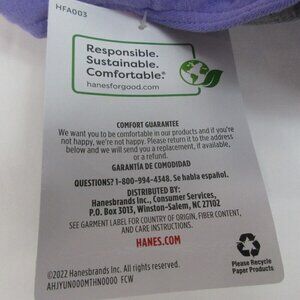 HFA003
Responsible.
Sustainable.
Comfortable.®
hanesforgood.com
COMFORT GUARANTEE
We want you to be comfortable in our products and if you're
not happy, we're not happy. Please return it to the address
below and we will send you a replacement, if available,
or a refund.
GARANTÍA DE COMODIDAD
QUESTIONS? 1-800-994-4348. Se habla español.
DISTRIBUTED BY:
Hanesbrands Inc., Consumer Services,
P.O. Box 3013, Winston-Salem, NC 27102
SEE GARMENT LABEL FOR COUNTRY OF ORIGIN, FIBER CONTENT,
AND CARE INSTRUCTIONS.
HANES.COM
Please Recycle
Paper Products
©2022 Hanesbrands Inc. All rights reserved.
AHJYUN000MTHN0000 FCW